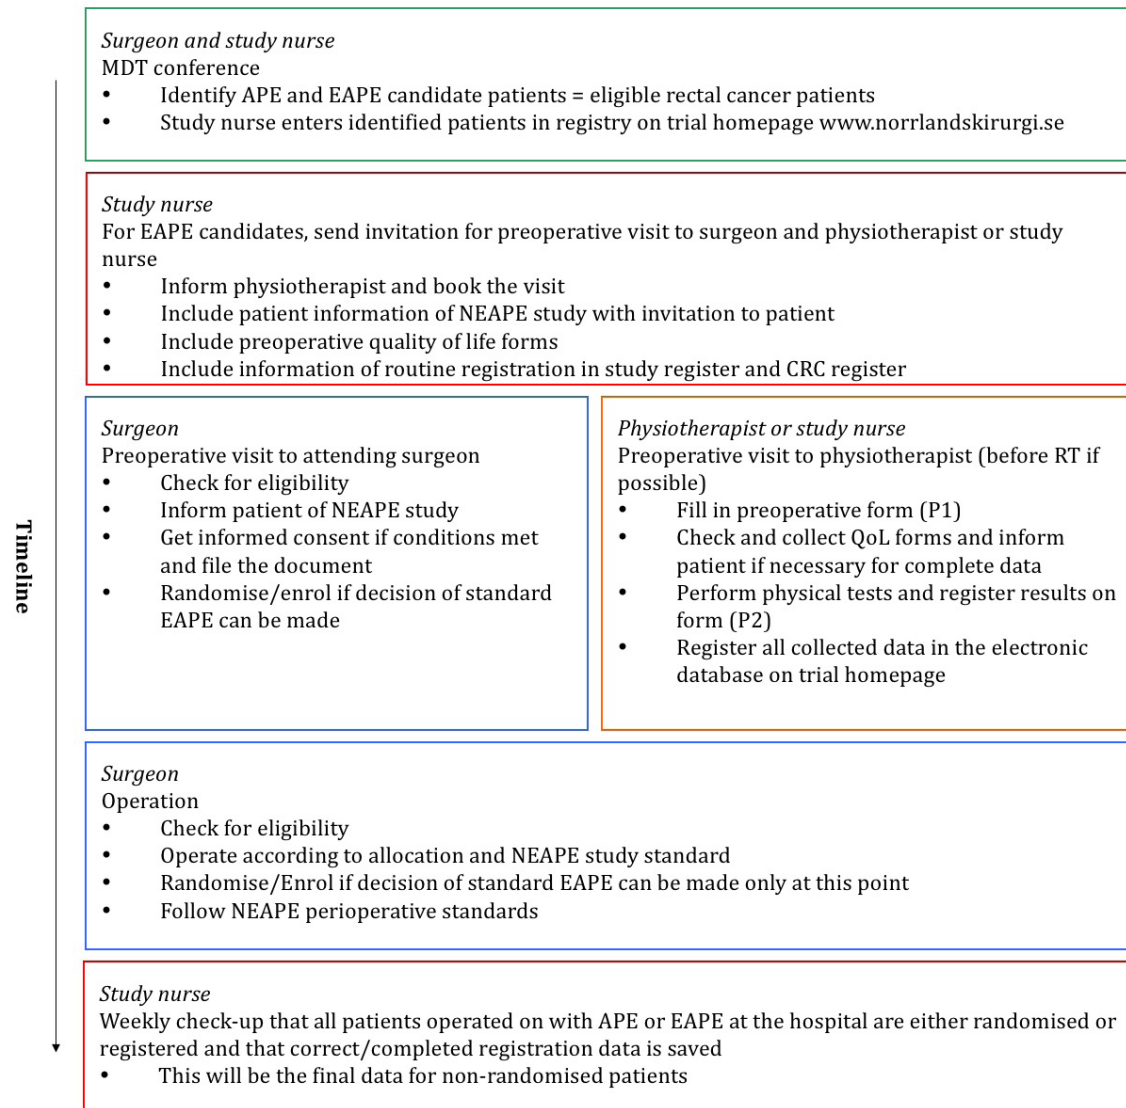 Surgeon and study nurse
MDT conference
• Identify APE and EAPE candidate patients = eligible rectal cancer patients
• Study nurse enters identified patients in registry on trial homepage www.norrlandskirurgi.se
Study nurse
For EAPE candidates, send invitation for preoperative visit to surgeon and physiotherapist or study
nurse
• Inform physiotherapist and book the visit
• Include patient information of NEAPE study with invitation to patient
• Include preoperative quality of life forms
• Include information of routine registration in study register and CRC register
Surgeon
Preoperative visit to attending surgeon
• Check for eligibility
• Inform patient of NEAPE study
• Get informed consent if conditions met
and file the document
• Randomise/enrol if decision of standard
EAPE can be made
Physiotherapist or study nurse
Preoperative visit to physiotherapist (before RT if
possible)
• Fill in preoperative form (P1)
• Check and collect QoL forms and inform
patient if necessary for complete data
• Perform physical tests and register results on
form (P2)
• Register all collected data in the electronic
database on trial homepage
Timeline
Surgeon
Operation
• Check for eligibility
• Operate according to allocation and NEAPE study standard
• Randomise/Enrol if decision of standard EAPE can be made only at this point
• Follow NEAPE perioperative standards
Study nurse
Weekly check-up that all patients operated on with APE or EAPE at the hospital are either randomised or
registered and that correct/completed registration data is saved
• This will be the final data for non-randomised patients